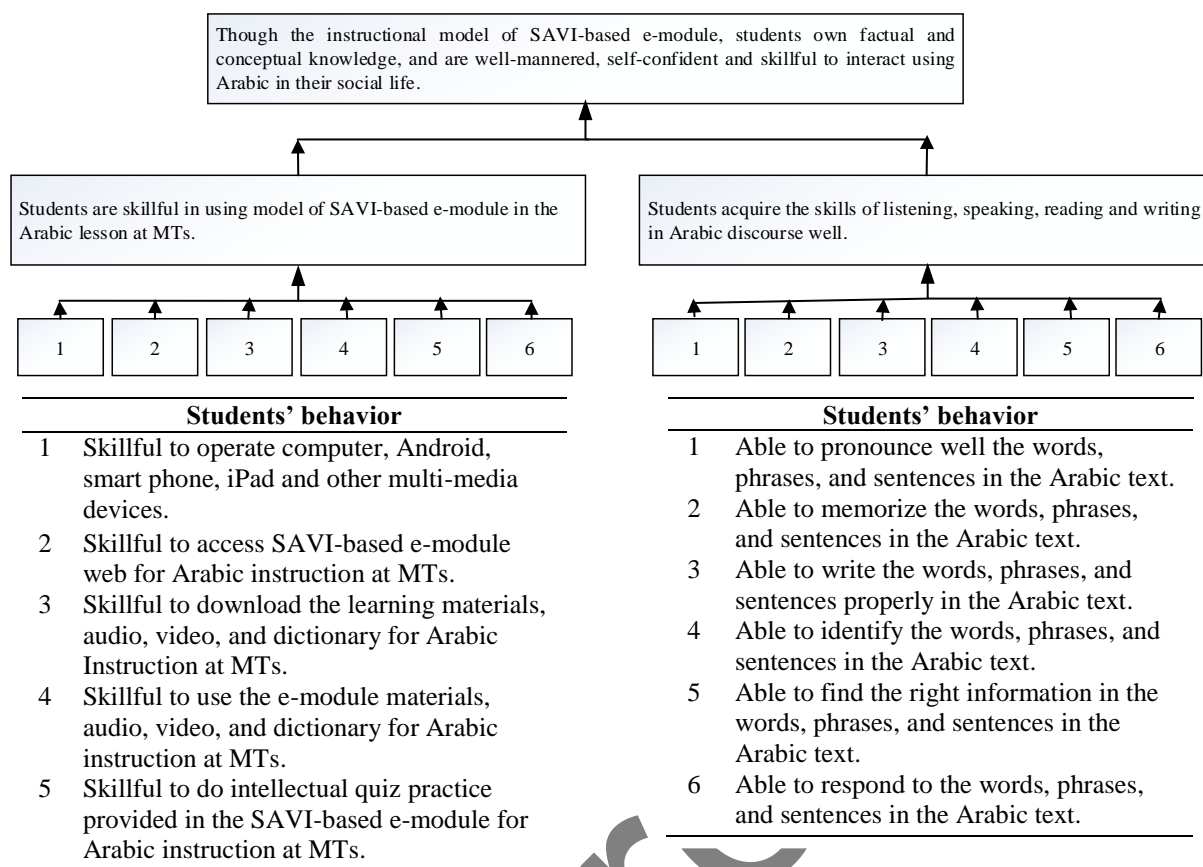 Though the instructional model of SAVI-based e-module, students own factual and
conceptual knowledge, and are well-mannered, self-confident and skillful to interact using
Arabic in their social life.
Students are skillful in using model of SAVI-based e-module in the
Arabic lesson at MTs.
Students acquire the skills of listening, speaking, reading and writing
in Arabic discourse well.
1 2 3 4 5 6
1 2 3 4 5 6
Students' behavior
1 Skillful to operate computer, Android,
smart phone, iPad and other multi-media
devices.
2 Skillful to access SAVI-based e-module
web for Arabic instruction at MTs.
3 Skillful to download the learning materials,
audio, video, and dictionary for Arabic
Instruction at MTs.
4 Skillful to use the e-module materials,
audio, video, and dictionary for Arabic
instruction at MTs.
5 Skillful to do intellectual quiz practice
provided in the SAVI-based e-module for
Arabic instruction at MTs.
Students' behavior
1 Able to pronounce well the words,
phrases, and sentences in the Arabic text.
2 Able to memorize the words, phrases,
and sentences in the Arabic text.
3 Able to write the words, phrases, and
sentences properly in the Arabic text.
4 Able to identify the words, phrases, and
sentences in the Arabic text.
5 Able to find the right information in the
words, phrases, and sentences in the
Arabic text.
6 Able to respond to the words, phrases,
and sentences in the Arabic text.